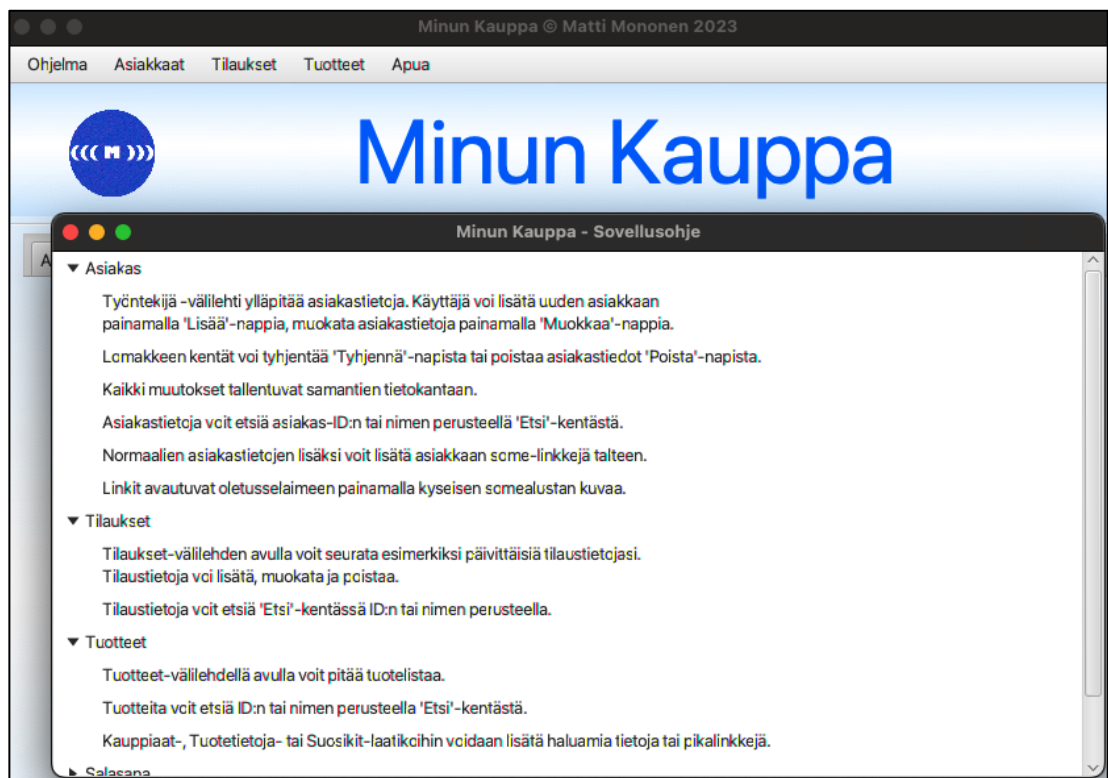 Minun Kauppa © Matti Mononen 2023
Ohjelma Asiakkaat Tilaukset Tuotteet Apua
((( M )))
Minun Kauppa
Minun Kauppa - Sovellusohje
A
Asiakas
Työntekijä -välilehti ylläpitää asiakastietoja. Käyttäjä voi lisätä uuden asiakkaan
painamalla 'Lisää'-nappia, muokata asiakastietoja painamalla 'Muokkaa'-nappia.
Lomakkeen kentät voi tyhjentää 'Tyhjennä'-napista tai poistaa asiakastiedot 'Poista'-napista.
Kaikki muutokset tallentuvat samantien tietokantaan.
Asiakastietoja voit etsiä asiakas-ID:n tai nimen perusteellä 'Etsi'-kentästä.
Normaalien asiakastietojen lisäksi voit lisätä asiakkaan some-linkkejä talteen.
Linkit avautuvat oletusselaimeen painamalla kyseisen somealustan kuvaa.
Tilaukset
Tilaukset-välilehden avulla voit seurata esimerkiksi päivittäisiä tilaustietojasi.
Tilaustietoja voi lisätä, muokata ja poistaa.
Tilaustietoja voit etsiä 'Etsi'-kentässä ID:n tai nimen perusteella.
Tuotteet
Tuotteet-välilehdellä avulla voit pitää tuotelistaa.
Tuotteita voit etsiä ID:n tai nimen perusteella 'Etsi'-kentästä.
Kauppiaat-, Tuotetietoja- tai Suosikit-laatikoihin voidaan lisätä haluamia tietoja tai pikalinkkejä.
Salasana